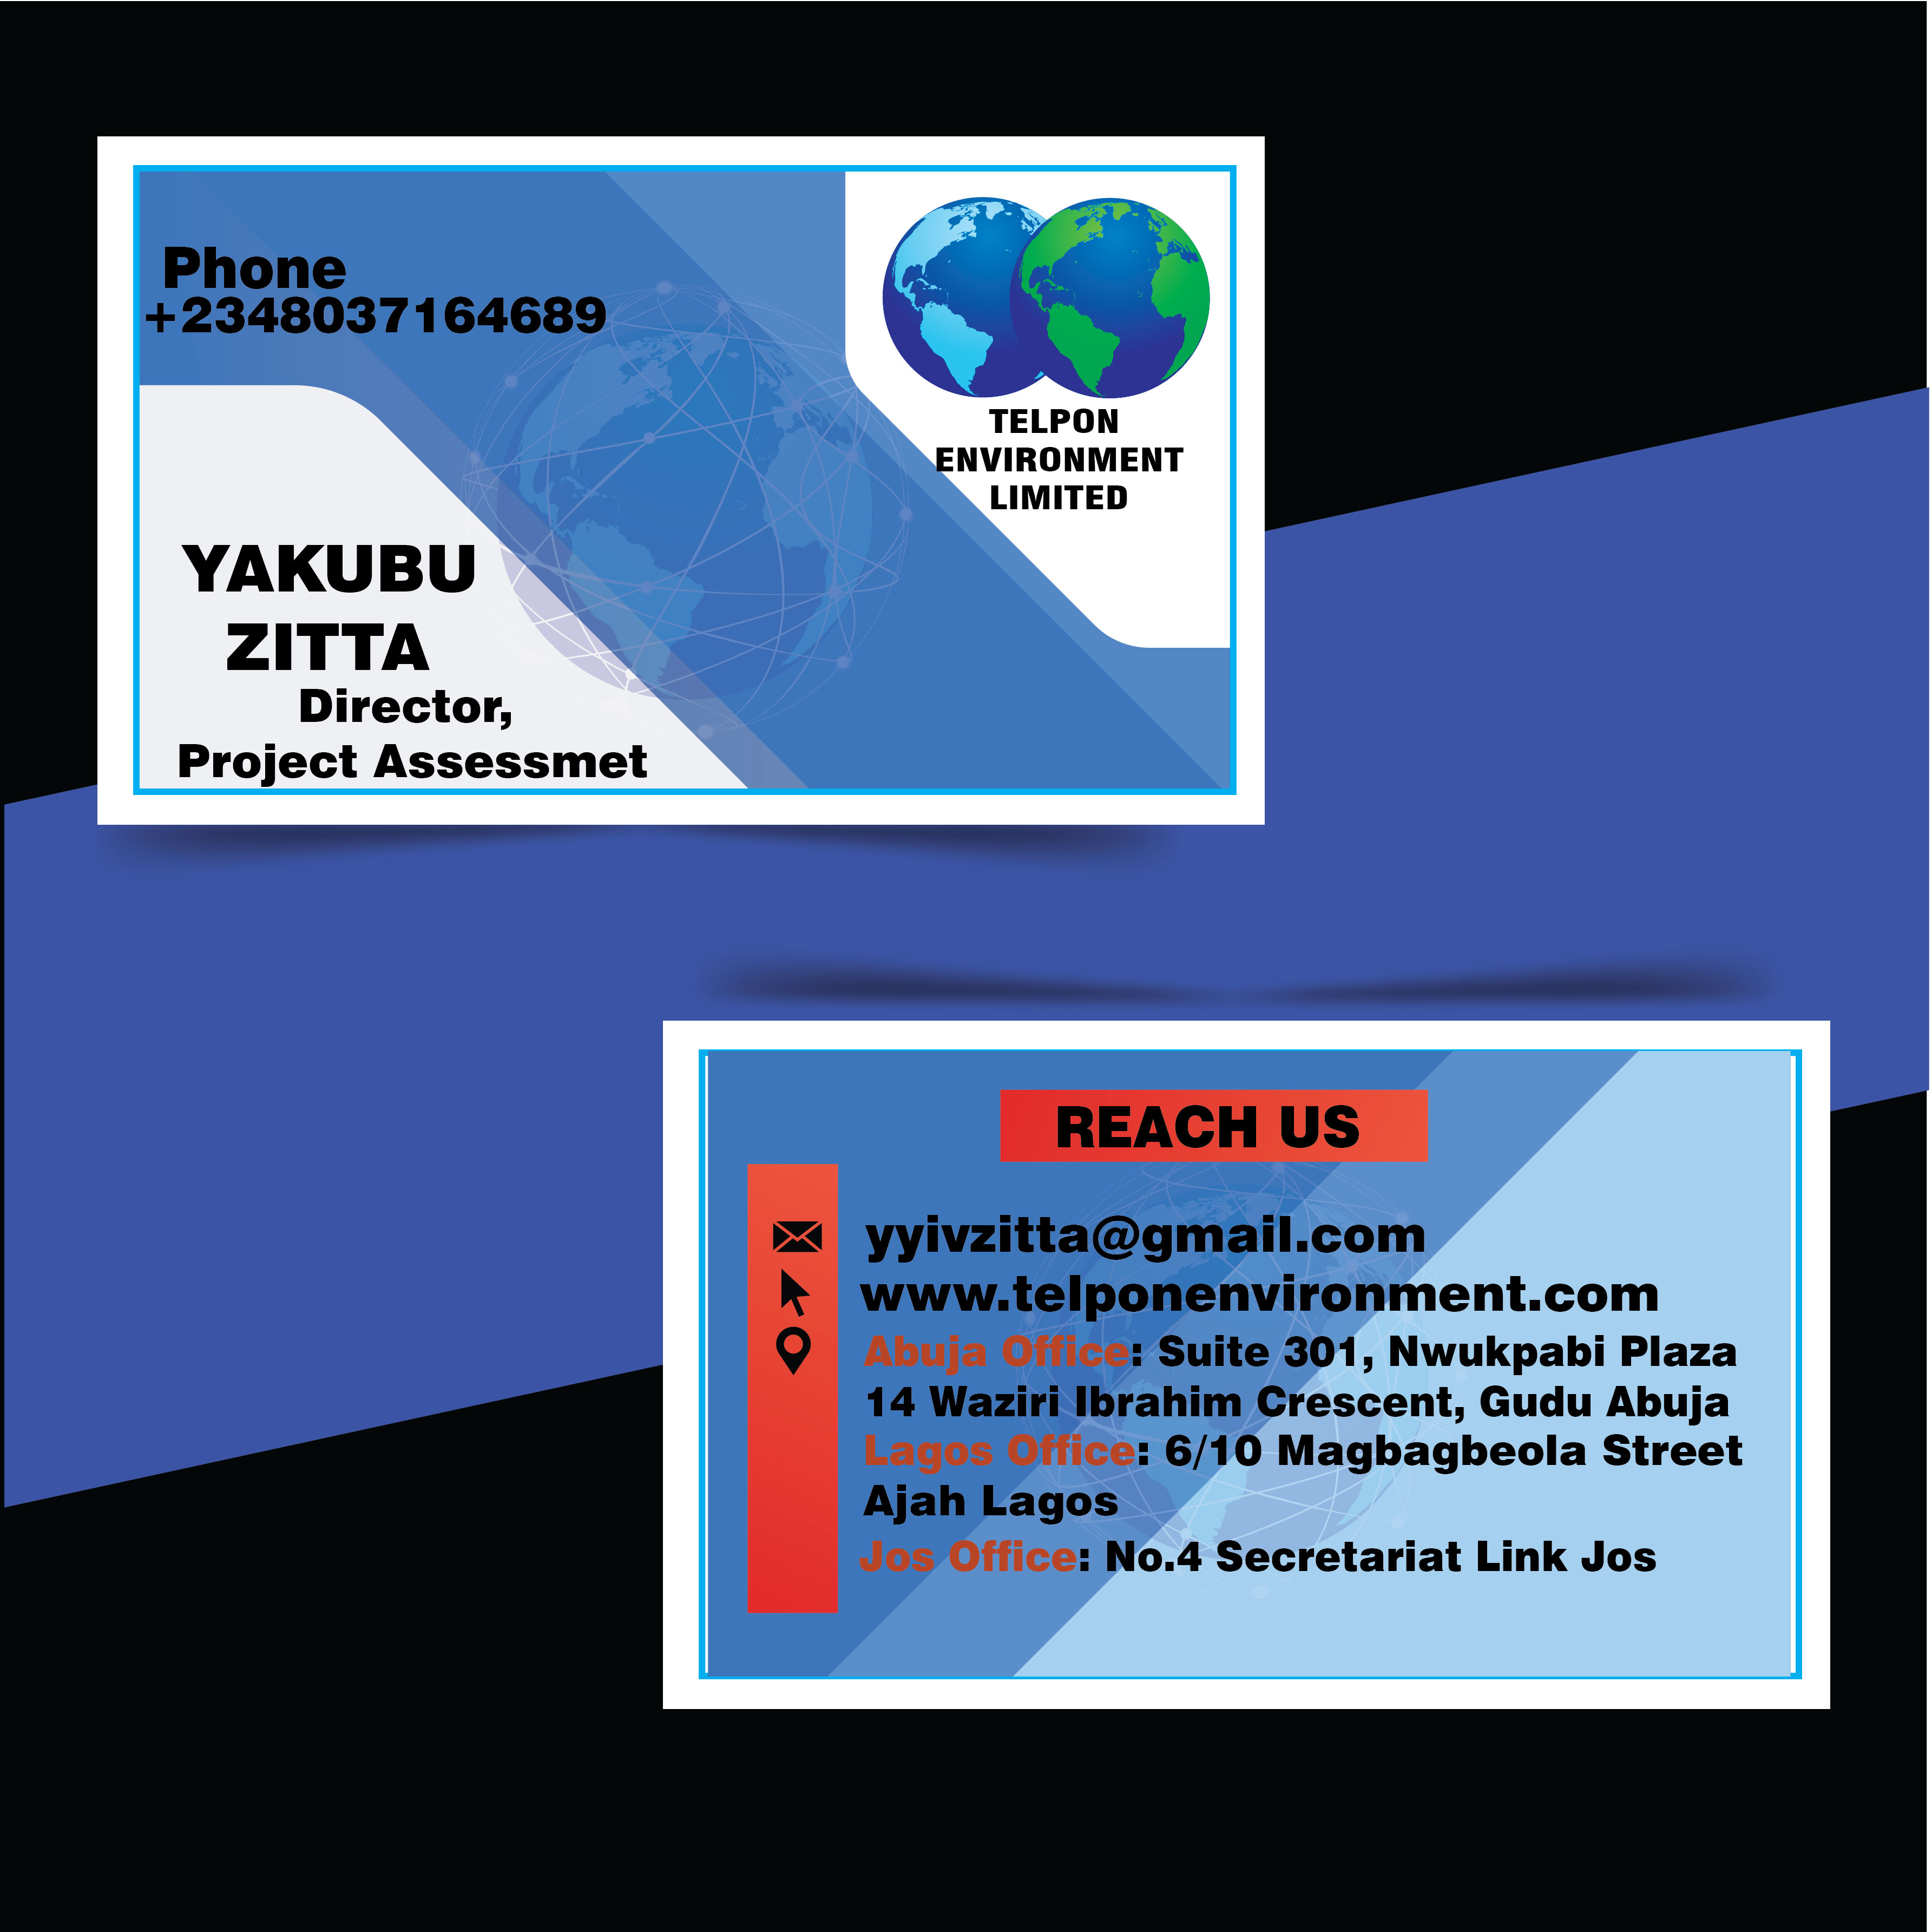 Phone
+2348037164689
TELPON
ENVIRONMENT
LIMITED
YAKUBU
ZITTA
Director,
Project Assessmet
REACH US
yyivzitta@gmail.com
www.telponenvironment.com
Abuja Office: Suite 301, Nwukpabi Plaza
14 Waziri Ibrahim Crescent, Gudu Abuja
Lagos Office: 6/10 Magbagbeola Street
Ajah Lagos
Jos Office: No.4 Secretariat Link Jos